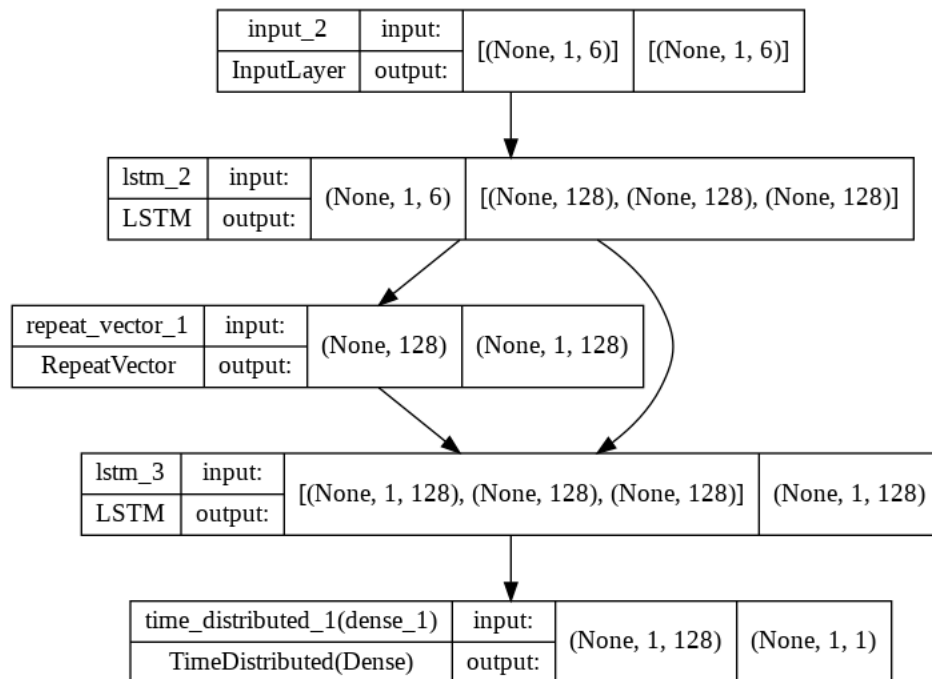 input_2 input: [(None, 1, 6)] [(None, 1, 6)]
InputLayer output:
lstm_2 input: (None, 1, 6) [(None, 128), (None, 128), (None, 128)]
LSTM output:
repeat_vector_1 input: (None, 128) (None, 1, 128)
RepeatVector output:
lstm_3 input: [(None, 1, 128), (None, 128), (None, 128)] (None, 1, 128)
LSTM output:
time_distributed_1(dense_1) input: (None, 1, 128) (None, 1, 1)
TimeDistributed(Dense) output: